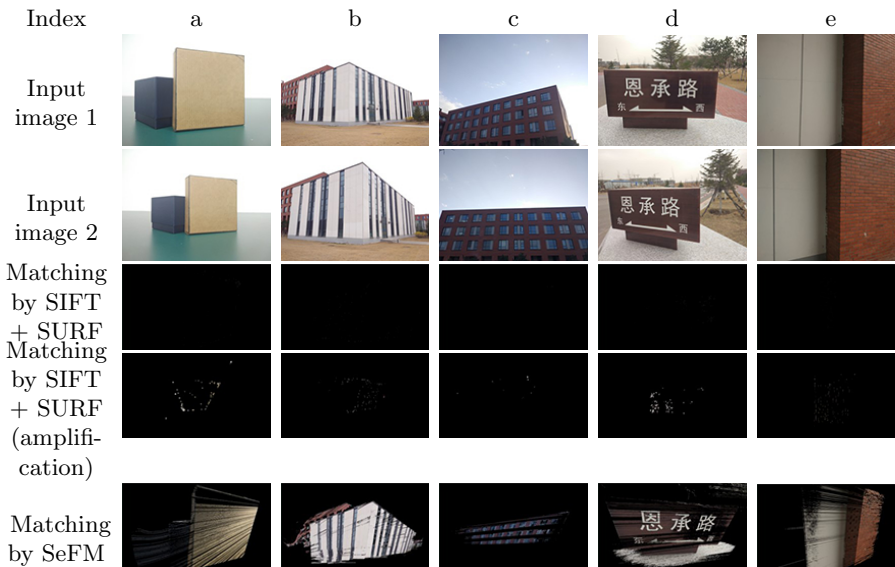 Index a b c d e
Input
image 1
恩承路
东 西
Input
image 2
恩承路
东 西
Matching
by SIFT
+ SURF
Matching
by SIFT
+ SURF
(amplifi-
cation)
Matching
by SeFM
恩承路